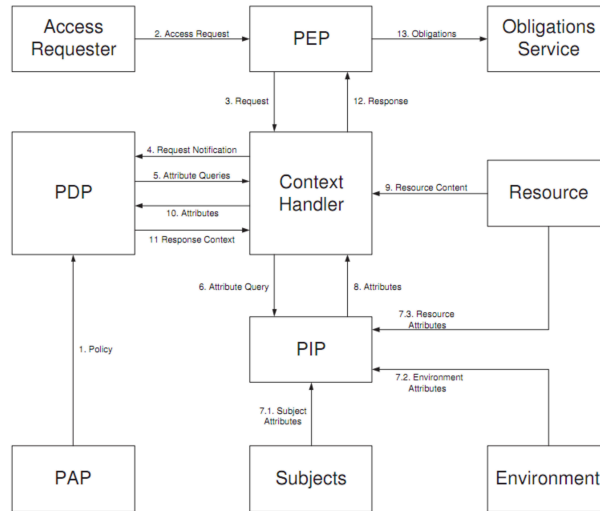 Access
Requester
2. Access Request
PEP
13. Obligations
Obligations
Service
3. Request
12. Response
4. Request Notification
PDP
5. Attribute Queries
Context
Handler
9. Resource Content
Resource
10. Attributes
11 Response Context
6. Attribute Query
8. Attributes
7.3. Resource
Attributes
1. Policy
PIP
7.2. Environment
Attributes
7.1. Subject
Attributes
PAP
Subjects
Environment